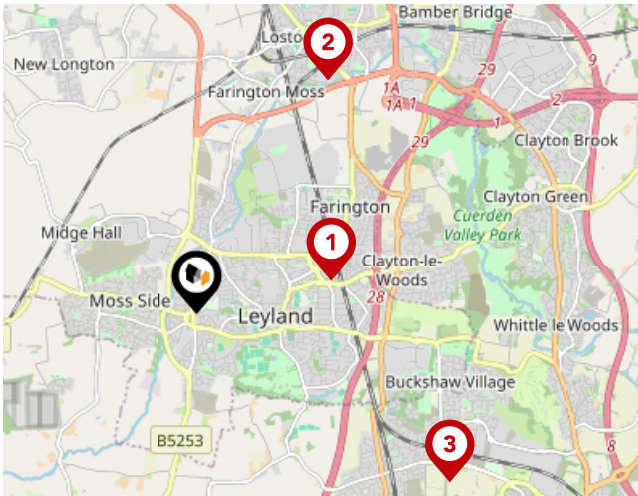 Bamber Bridge
Losto
2
New Longton
29
9
1A
Farington Moss
1A
1
2
1
29
Clayton Brook
Farington
Clayton Green
Cuerden
Valley Park
Midge Hall
1
Clayton-le-
Woods
Moss Side
28
Leyland
Whittle le Woods
Buckshaw Village
B5253
3
8